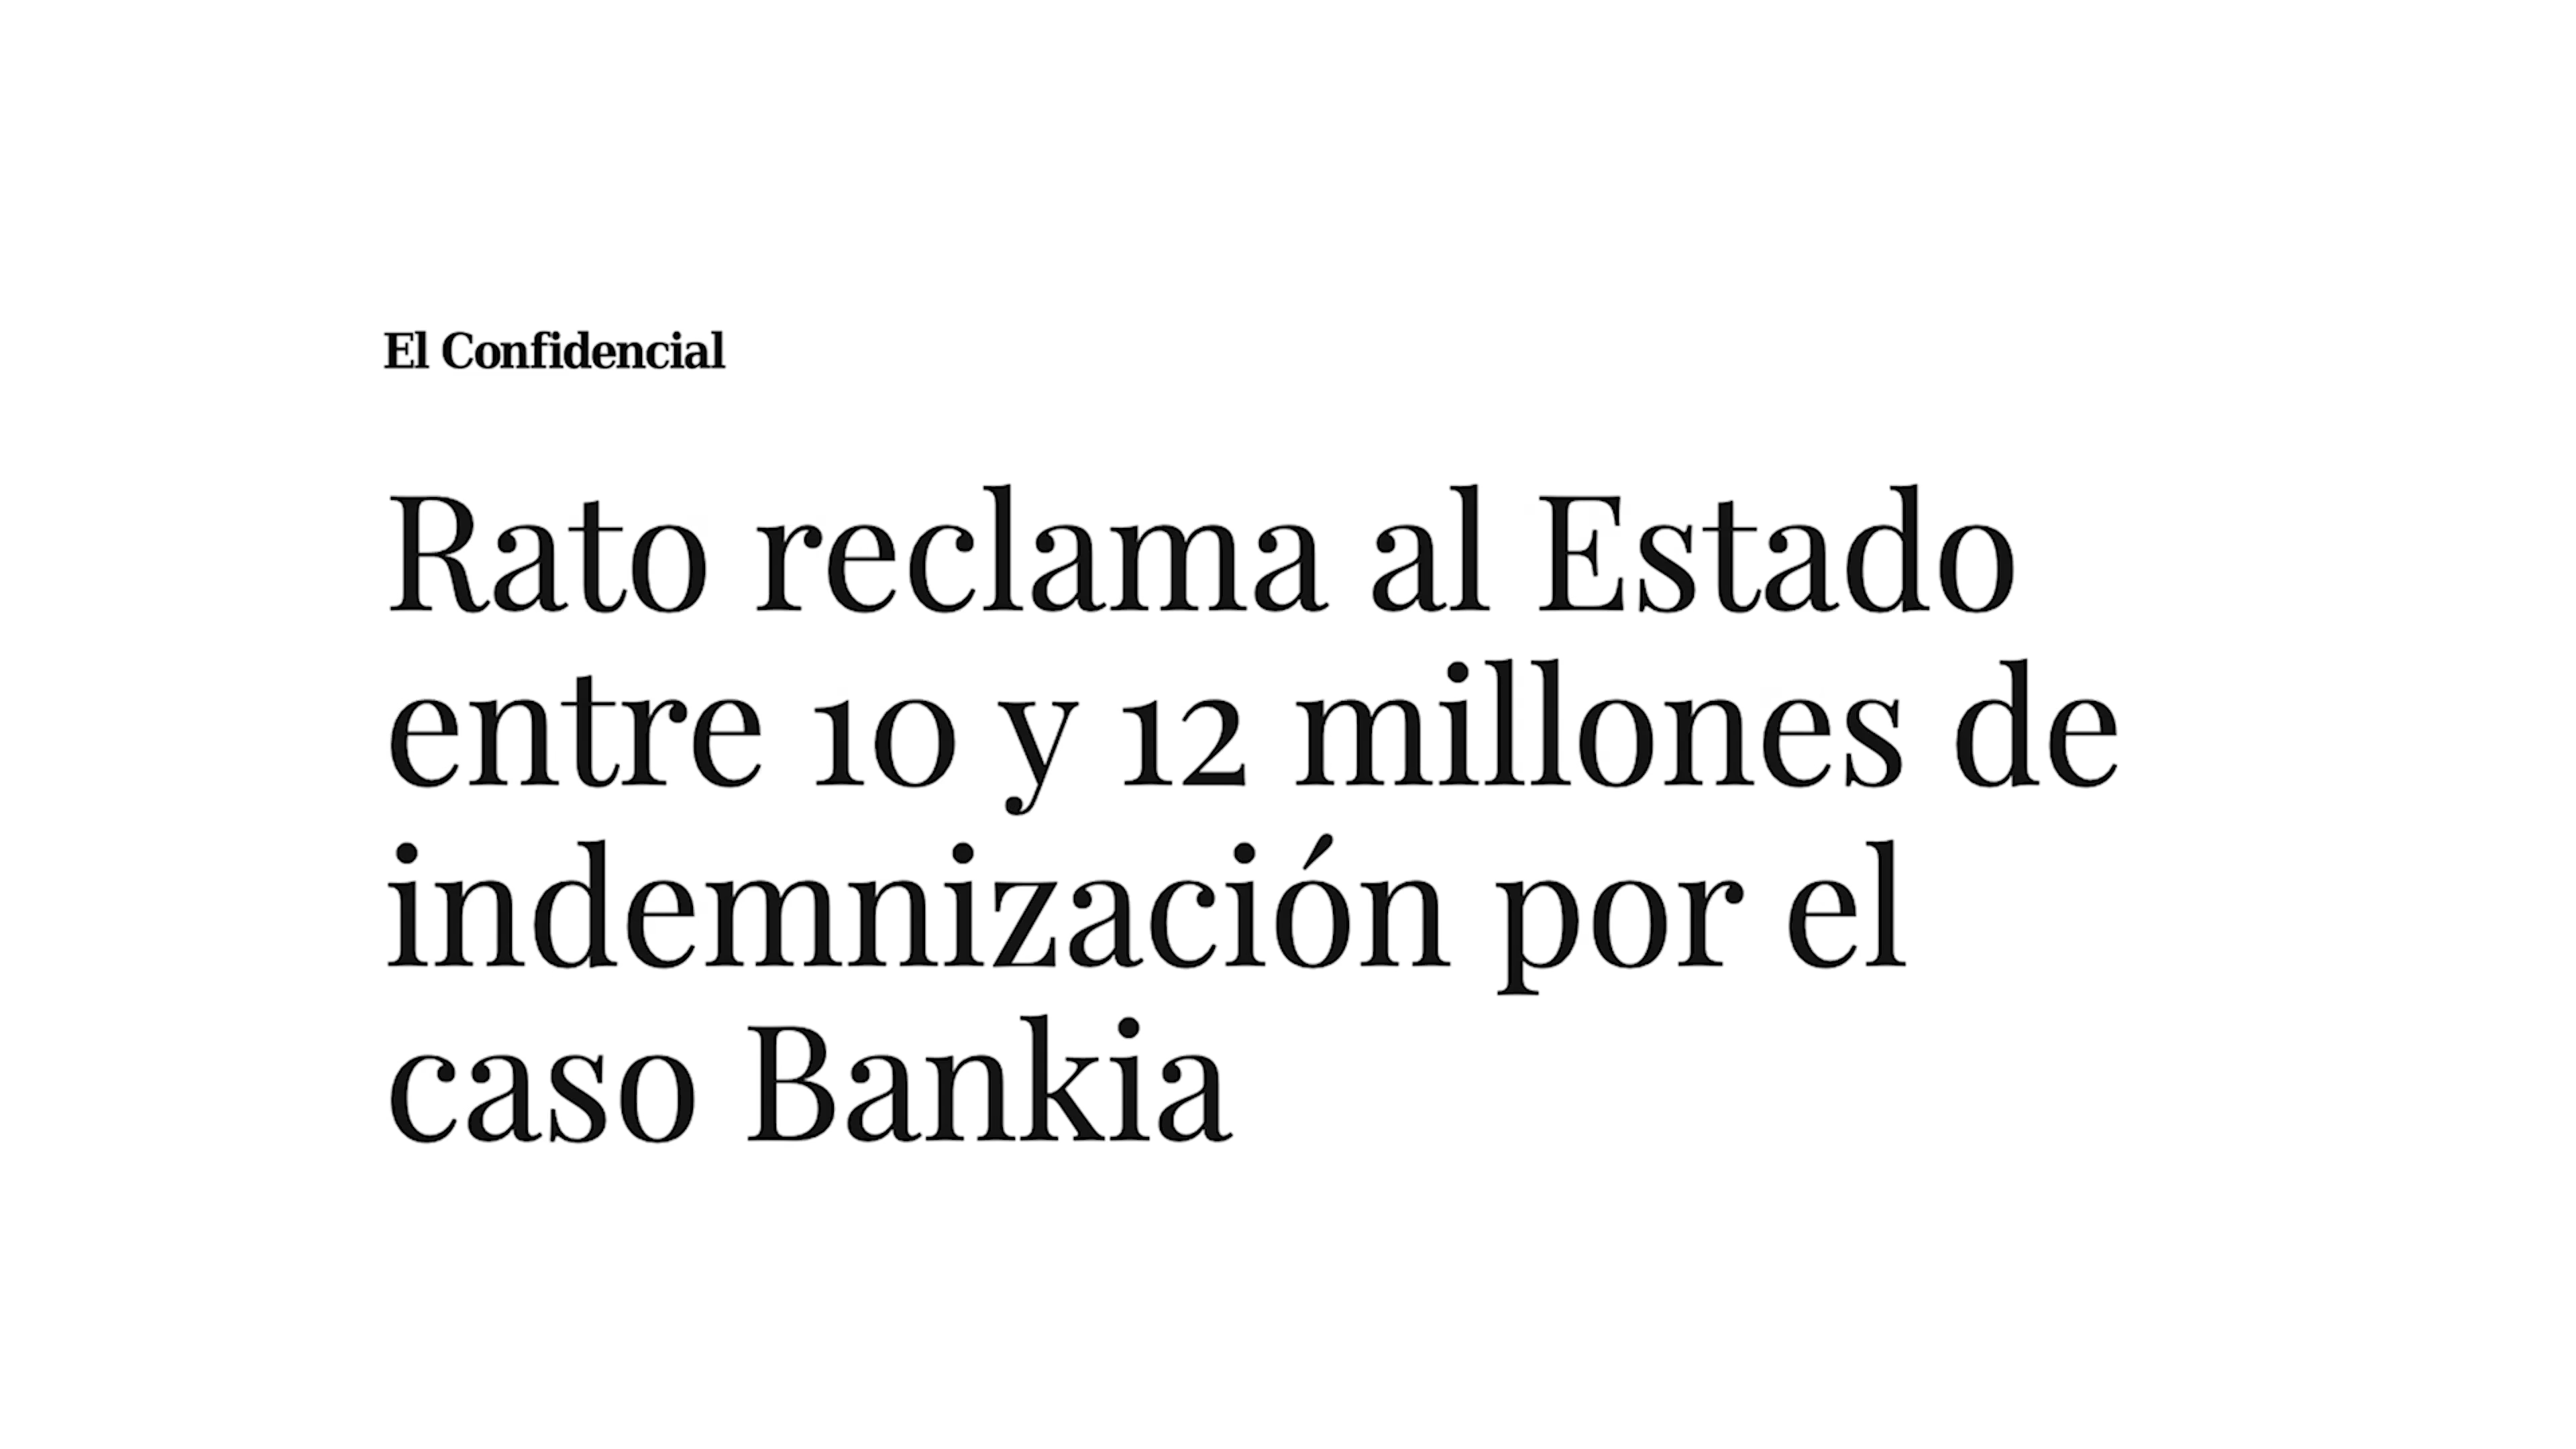 El Confidencial
Rato reclama al Estado
entre 10 y 12 millones de
indemnización por el
caso Bankia